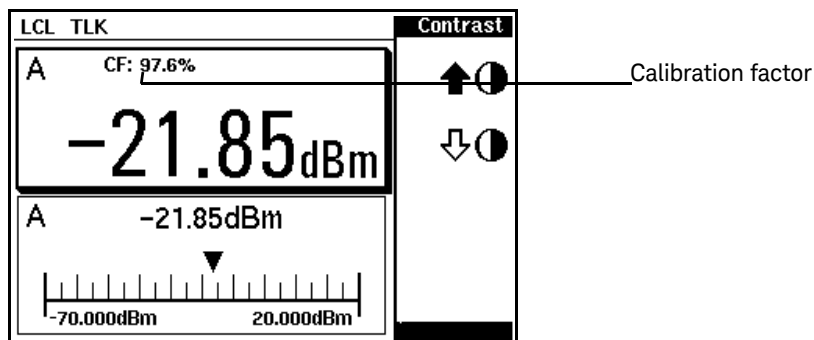 LCL TLK
Contrast
A CF: 97.6%
Calibration factor
-21.85dBm
A -21.85dBm
-70.000dBm 20.000dBm